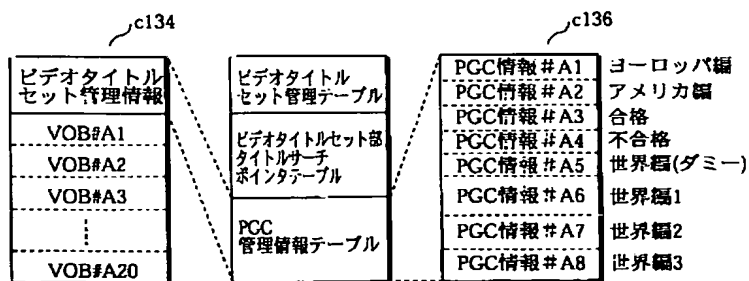 c134
ビデオタイトル
セット管理情報
VOB#A1
VOB#A2
VOB#A3
VOB#A20
ビデオタイトル
セット管理テーブル
ビデオタイトルセット部
タイトルサーチ
ポインタテーブル
PGC
管理情報テーブル
c136
PGC情報#A1 ヨーロッパ編
PGC情報#A2 アメリカ編
PGC情報#A3 合格
PGC情報#A4 不合格
PGC情報#A5 世界編(ダミー)
PGC情報#A6 世界編1
PGC情報#A7 世界編2
PGC情報#A8 世界編3